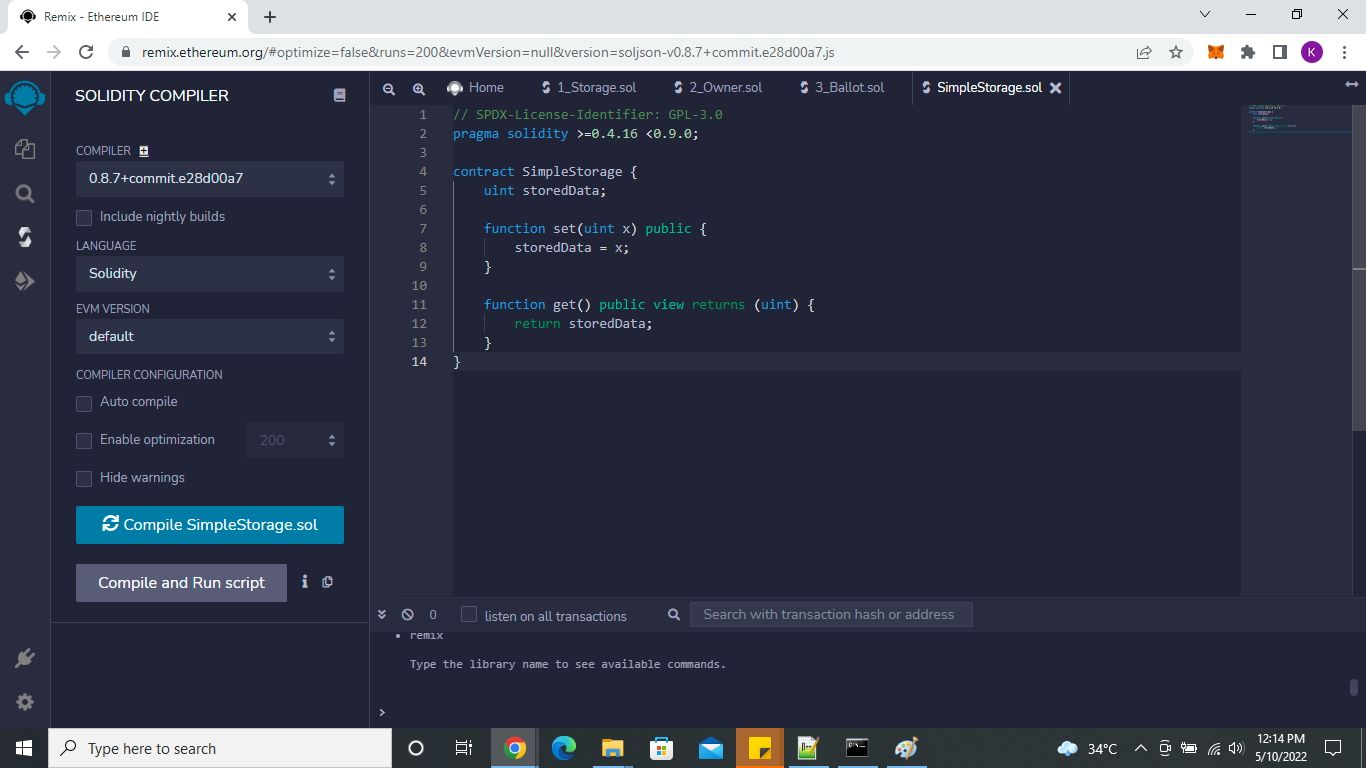 Remix - Ethereum IDE
remix.ethereum.org/#optimize=false&runs=200&evmVersion=null&version=soljson-v0.8.7+commit.e28d00a7.js
K
SOLIDITY COMPILER
COMPILER
0.8.7+commit.e28d00a7
Include nightly builds
LANGUAGE
Solidity
EVM VERSION
default
COMPILER CONFIGURATION
Auto compile
Enable optimization 200
Hide warnings
Compile SimpleStorage.sol
Compile and Run script
Home 1_Storage.sol 2_Owner.sol 3_Ballot.sol SimpleStorage.sol
1 // SPDX-License-Identifier: GPL-3.0
2 pragma solidity >=0.4.16 <0.9.0;
3
4 contract SimpleStorage {
5 uint storedData;
6
7 function set(uint x) public {
8 storedData = x;
9 }
10
11 function get() public view returns (uint) {
12 return storedData;
13 }
14 }
0 listen on all transactions Search with transaction hash or address
• remix
Type the library name to see available commands.
>
Type here to search
34°C
12:14 PM
5/10/2022